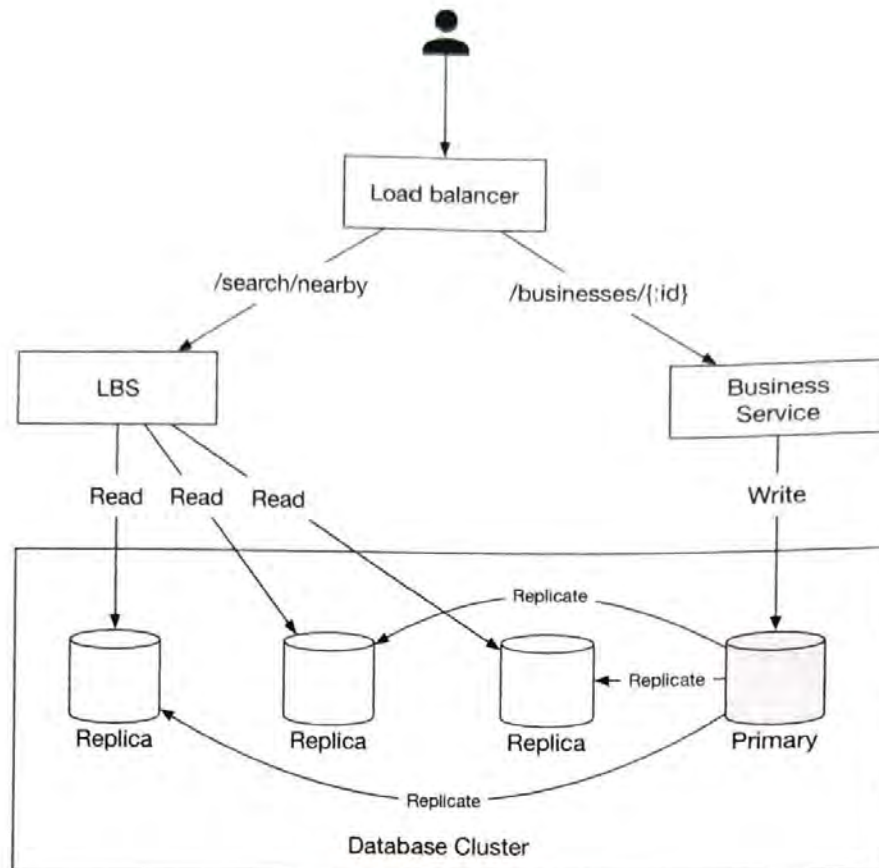 Load balancer
/search/nearby
/businesses/{:id}
LBS
Business
Service
Read
Read
Read
Write
Replicate
Replicate
Replica
Replica
Replica
Primary
Replicate
Database Cluster